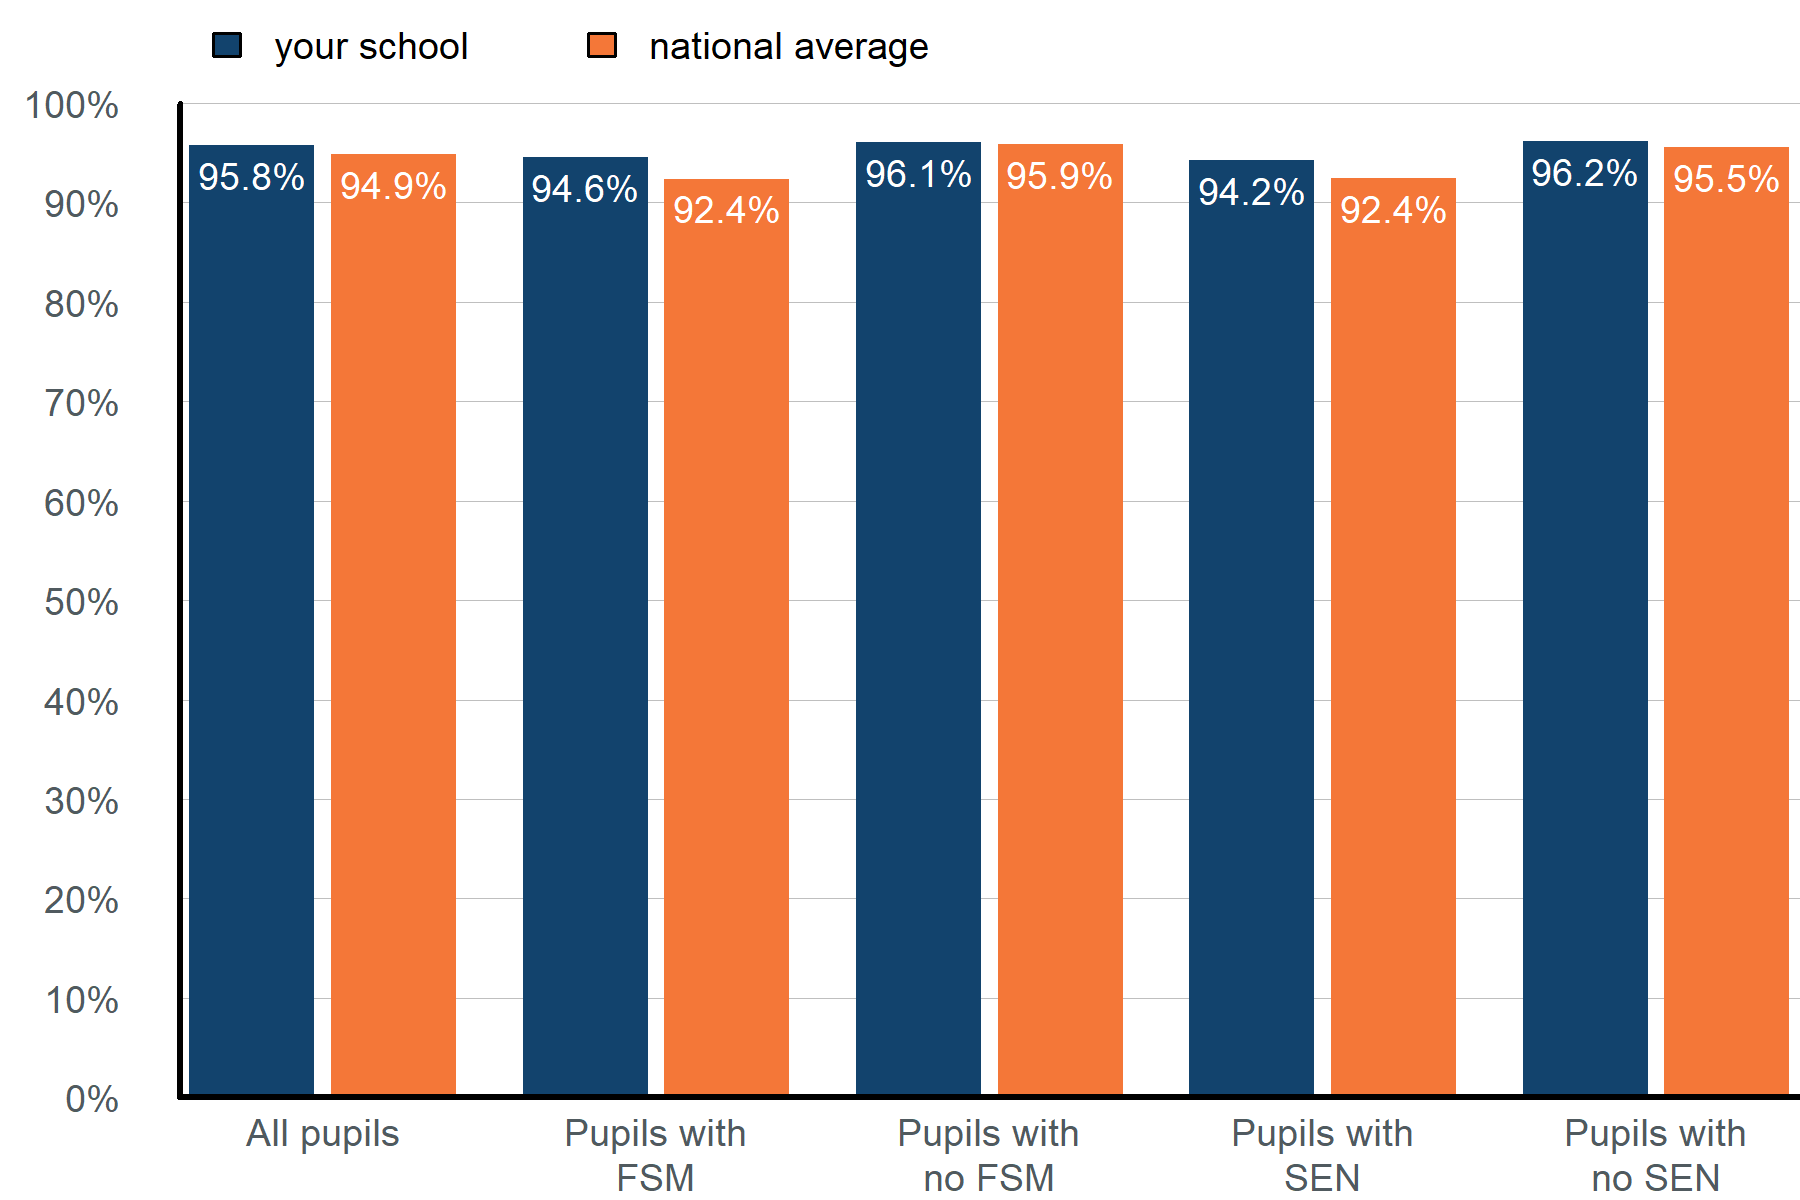 your school national average
100%
90%
80%
70%
60%
50%
40%
30%
20%
10%
0%
95.8% 94.9% 94.6% 92.4% 96.1% 95.9% 94.2% 92.4% 96.2% 95.5%
All pupils Pupils with Pupils with Pupils with Pupils with
FSM no FSM SEN no SEN